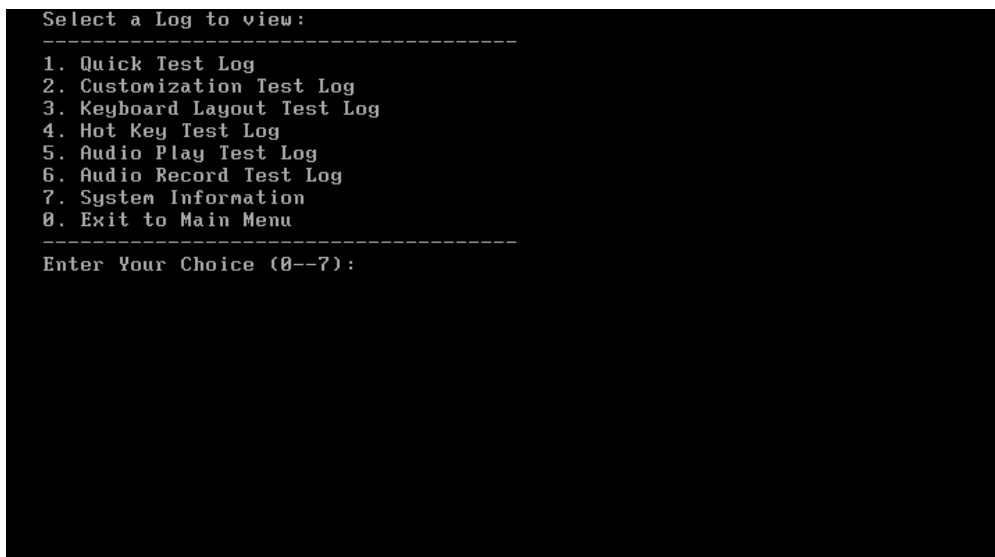 Select a Log to view:
--------------------------------------
1. Quick Test Log
2. Customization Test Log
3. Keyboard Layout Test Log
4. Hot Key Test Log
5. Audio Play Test Log
6. Audio Record Test Log
7. System Information
0. Exit to Main Menu
--------------------------------------
Enter Your Choice (0--7):